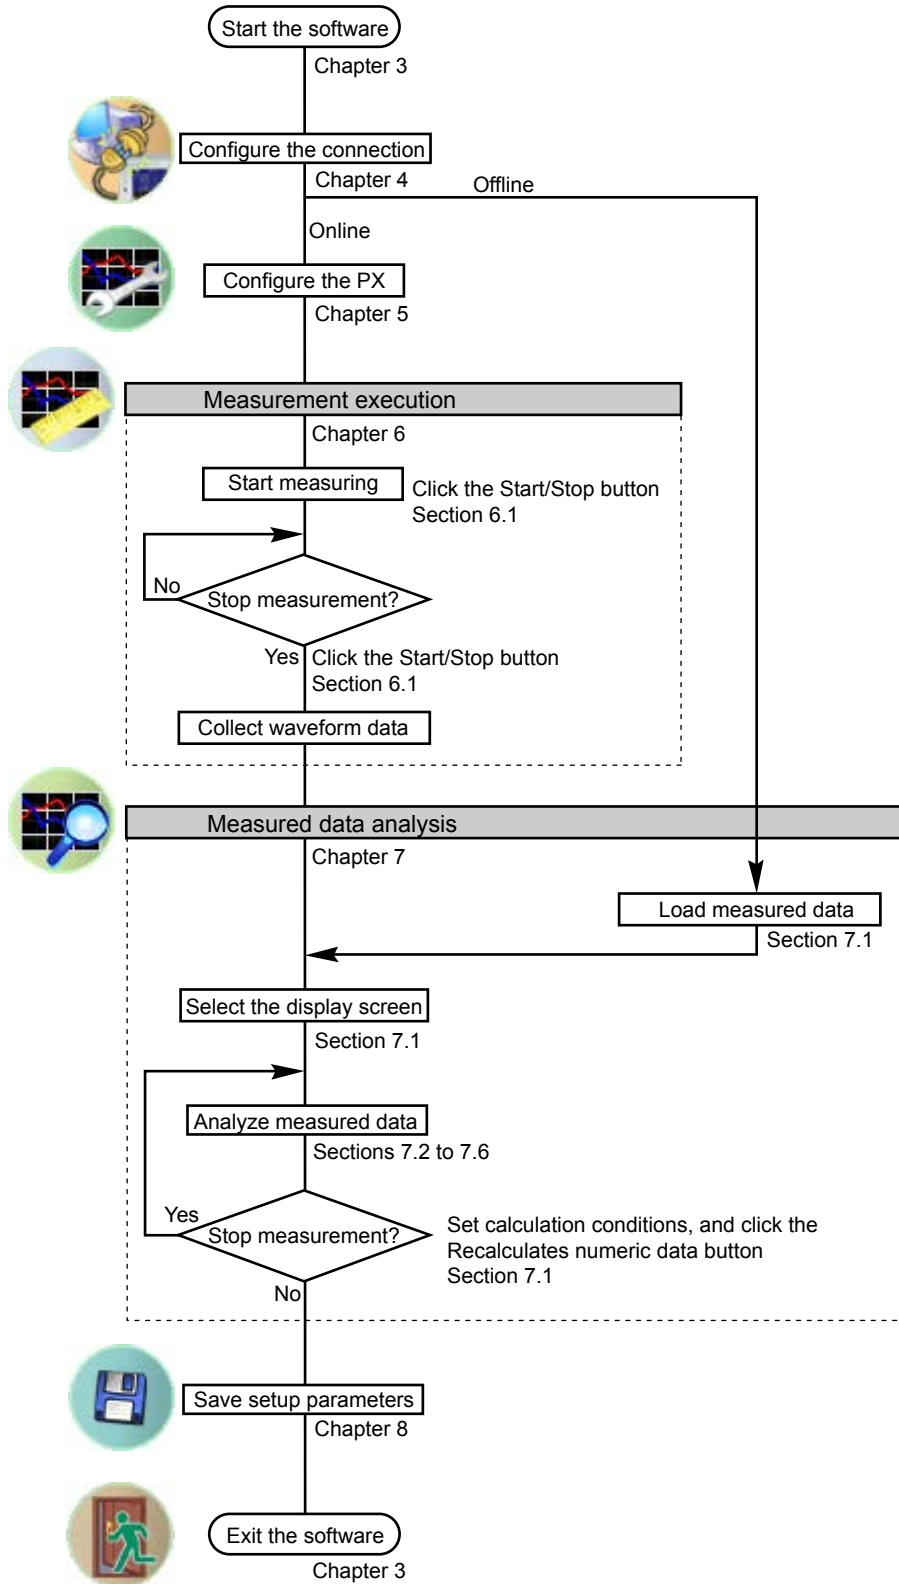 Start the software
Chapter 3
Configure the connection
Chapter 4
Offline
Online
Configure the PX
Chapter 5
Measurement execution
Chapter 6
Start measuring
Click the Start/Stop button
Section 6.1
No
Stop measurement?
Yes
Click the Start/Stop button
Section 6.1
Collect waveform data
Measured data analysis
Chapter 7
Load measured data
Section 7.1
Select the display screen
Section 7.1
Analyze measured data
Sections 7.2 to 7.6
Yes
Stop measurement?
Set calculation conditions, and click the
Recalculates numeric data button
Section 7.1
No
Save setup parameters
Chapter 8
Exit the software
Chapter 3